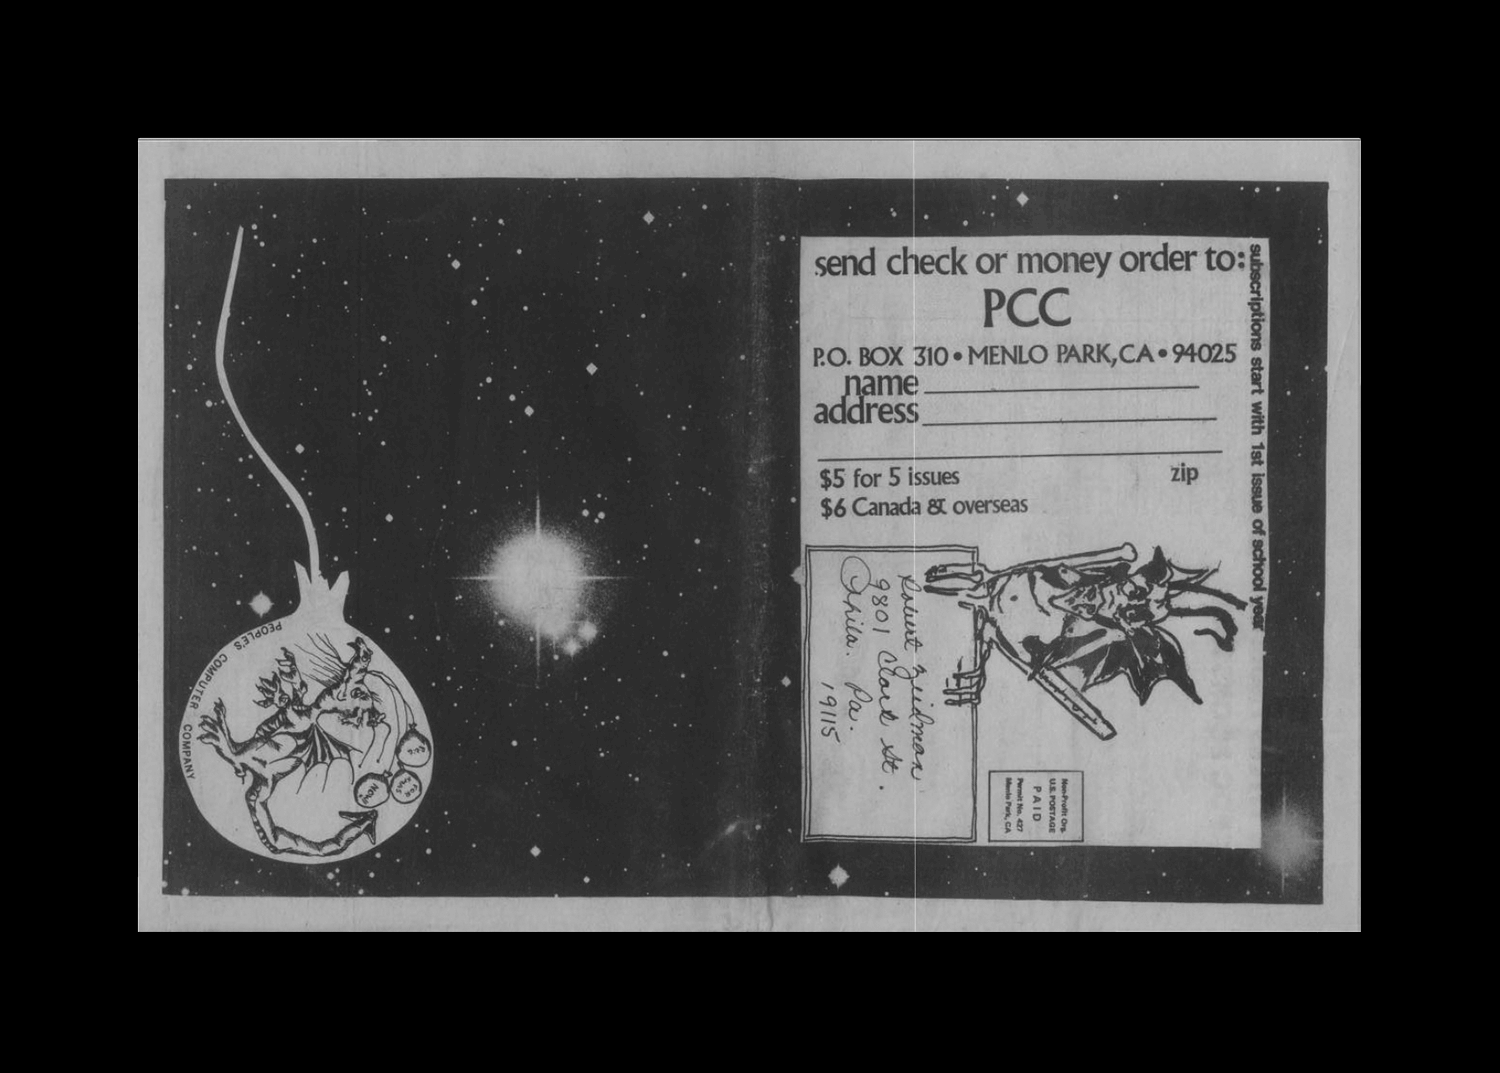 send check or money order to:
PCC
P.O. BOX 310 • MENLO PARK, CA • 94025
name
address
zip
$5 for 5 issues
$6 Canada & overseas
subscriptions start with 1st issue of school year
Robert
9801 Clark St.
Phila. Pa.
19115
Non-Profit Org.
U.S. POSTAGE
PAID
Permit No. 427
Menlo Park, CA
PEOPLE'S COMPUTER COMPANY